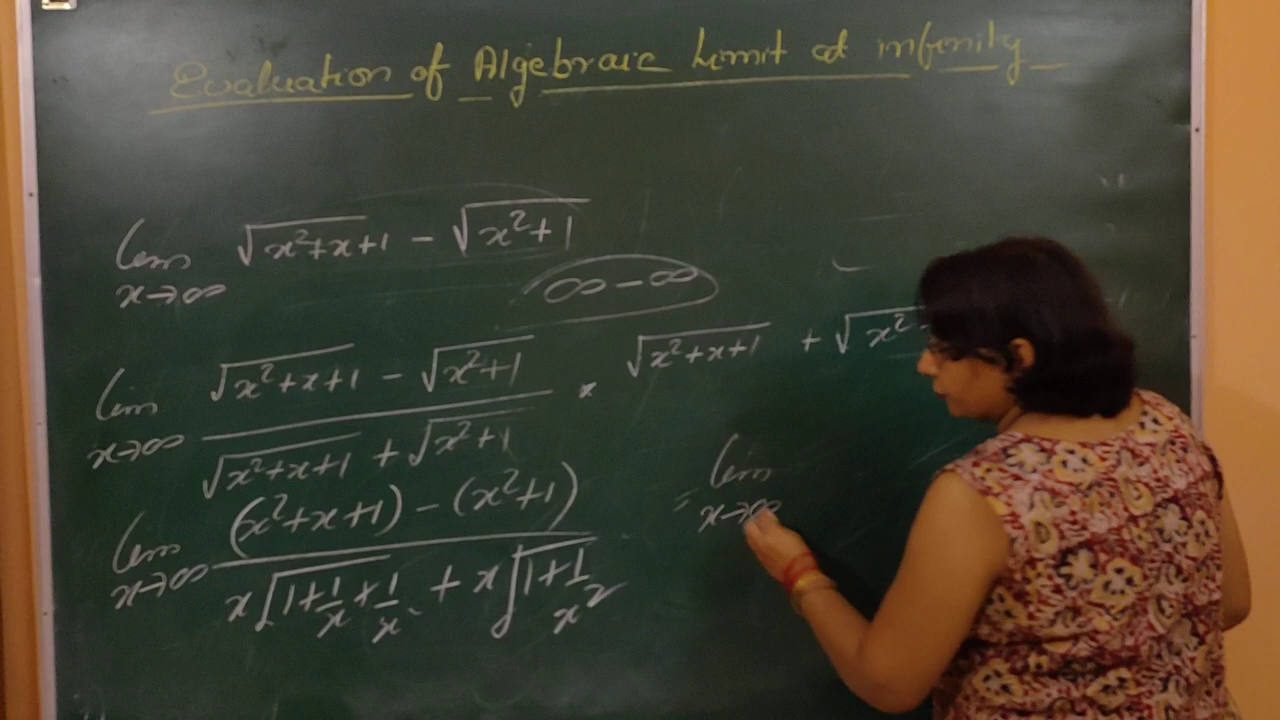 Evaluation of Algebraic Limit at infinity
lim x→∞ √(x²+x+1) − √(x²+1)
∞ − ∞
lim x→∞ (√(x²+x+1) − √(x²+1)) / (√(x²+x+1) + √(x²+1)) × √(x²+x+1) + √(x²
lim x→∞ ((x²+x+1) − (x²+1)) / (x√(1+1/x+1/x²) + x√(1+1/x²))
= lim x→∞